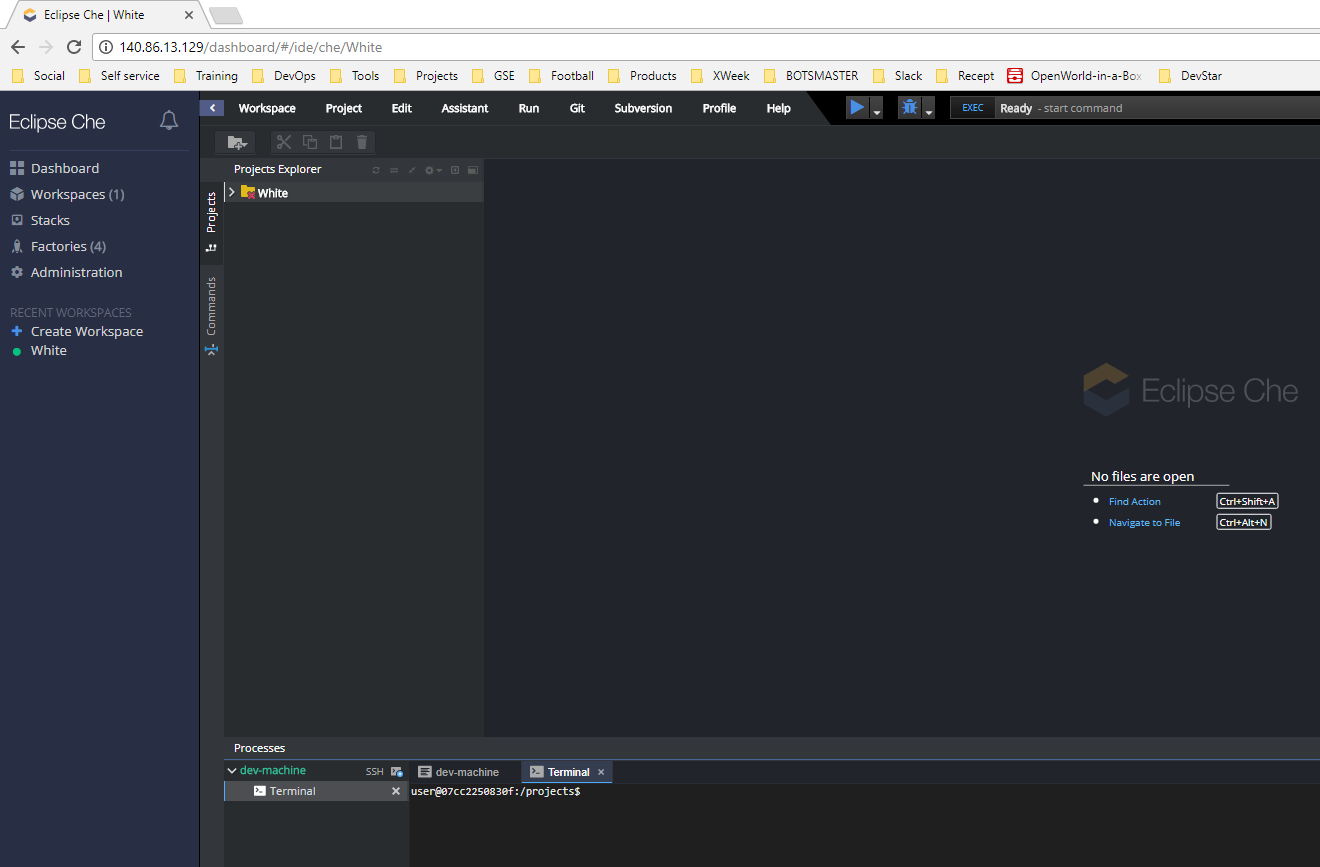 Eclipse Che | White
140.86.13.129/dashboard/#/ide/che/White
Social Self service Training DevOps Tools Projects GSE Football Products XWeek BOTSMASTER Slack Recept OpenWorld-in-a-Box DevStar
Eclipse Che
Dashboard
Workspaces (1)
Stacks
Factories (4)
Administration
RECENT WORKSPACES
Create Workspace
White
Workspace Project Edit Assistant Run Git Subversion Profile Help
EXEC Ready - start command
Projects
Commands
Projects Explorer
White
Eclipse Che
No files are open
Find Action Ctrl+Shift+A
Navigate to File Ctrl+Alt+N
Processes
dev-machine SSH
Terminal
dev-machine Terminal
user@07cc2250830f:/projects$